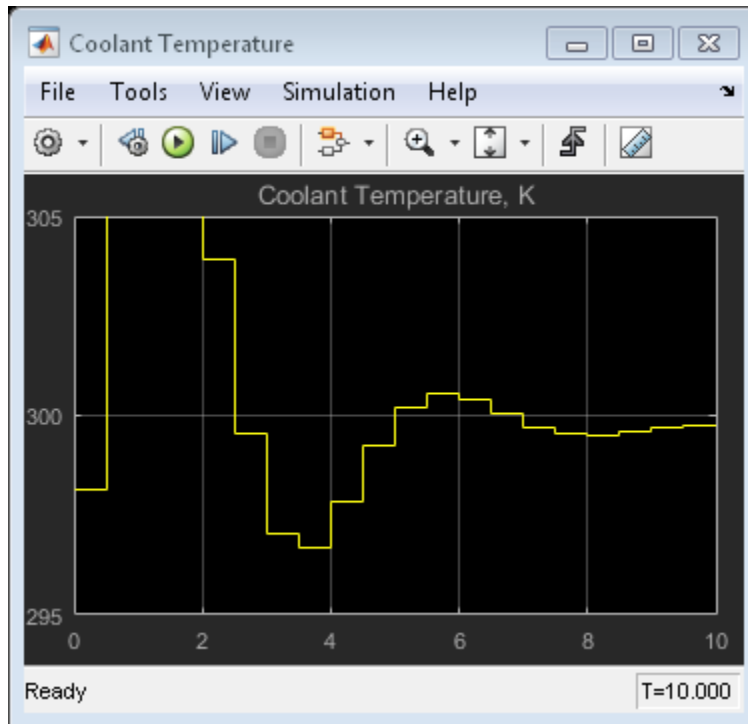 Coolant Temperature
File Tools View Simulation Help
Coolant Temperature, K
305
300
295
0 2 4 6 8 10
Ready T=10.000